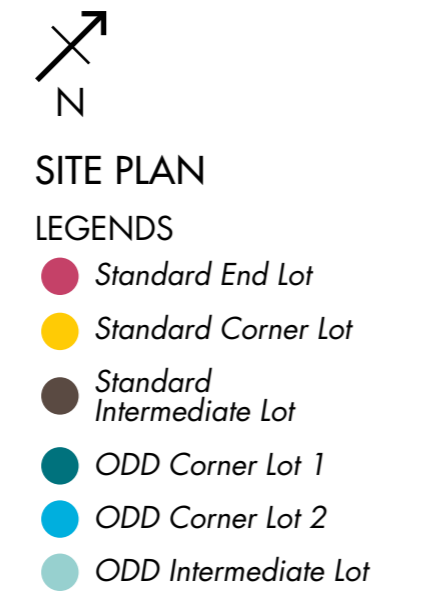 N
SITE PLAN
LEGENDS
Standard End Lot
Standard Corner Lot
Standard
Intermediate Lot
ODD Corner Lot 1
ODD Corner Lot 2
ODD Intermediate Lot